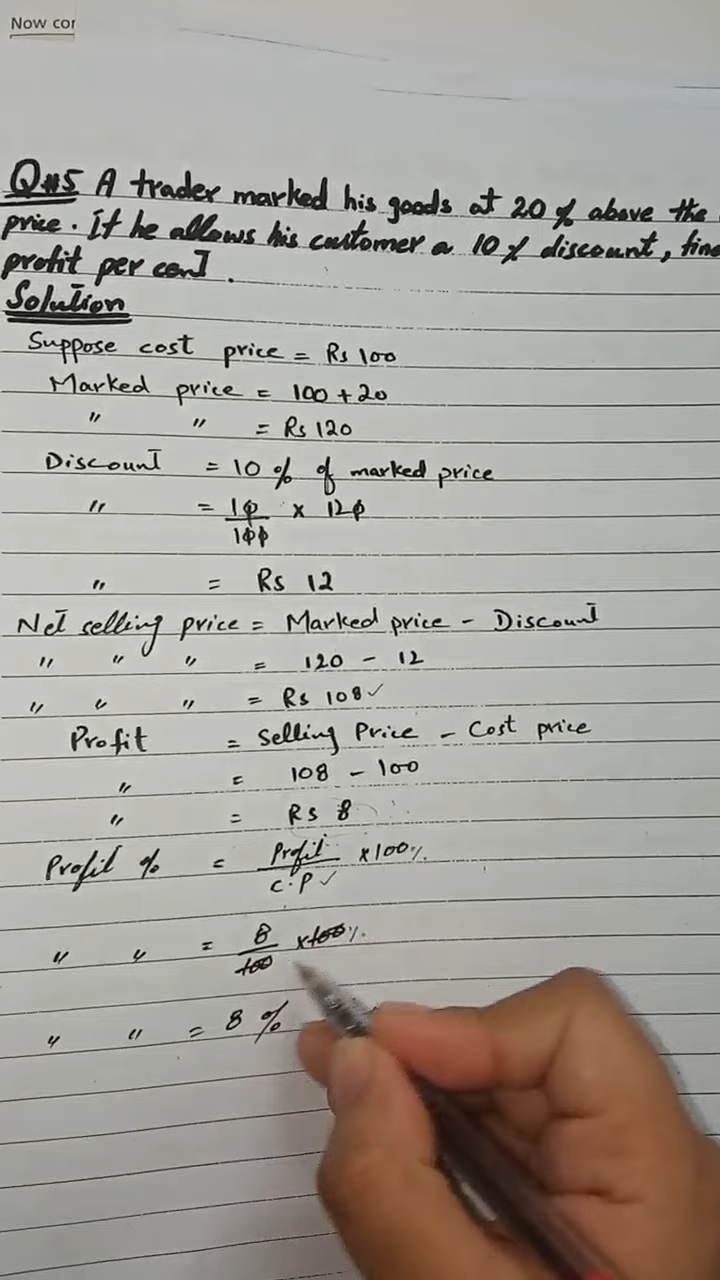 Now cor
Q#5 A trader marked his goods at 20 % above the
price. If he allows his customer a 10 % discount, find
profit per cent.
Solution
Suppose cost price = Rs 100
Marked price = 100 + 20
" " = Rs 120
Discount = 10 % of marked price
" = 10/100 x 120
" = Rs 12
Net selling price = Marked price - Discount
" " " = 120 - 12
" " " = Rs 108 ✓
Profit = Selling Price - Cost price
" = 108 - 100
" = Rs 8
Profit % = Profit/C.P ✓ x 100%
" " = 8/100 x 100%
" " = 8 %